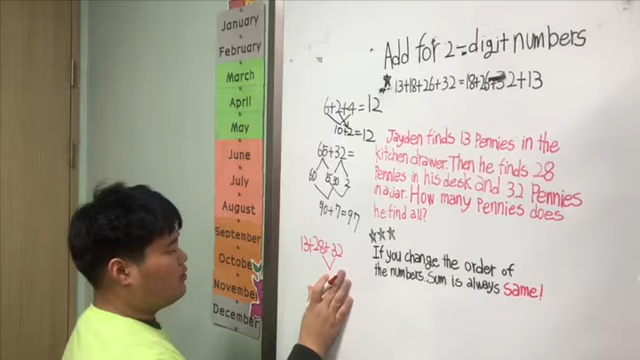 January
February
March
April
May
June
July
August
September
October
November
December
Add for 2-digit numbers
13+18+26+32=18+26+32+13
6+2+4=12
10+2=12
65+32=
60 5 30 2
90+7=97
13+28+32
Jayden finds 13 Pennies in the
kitchen drawer. Then he finds 28
Pennies in his desk and 32 Pennies
in a jar. How many Pennies does
he find all?
If you change the order of
the numbers. Sum is always same!